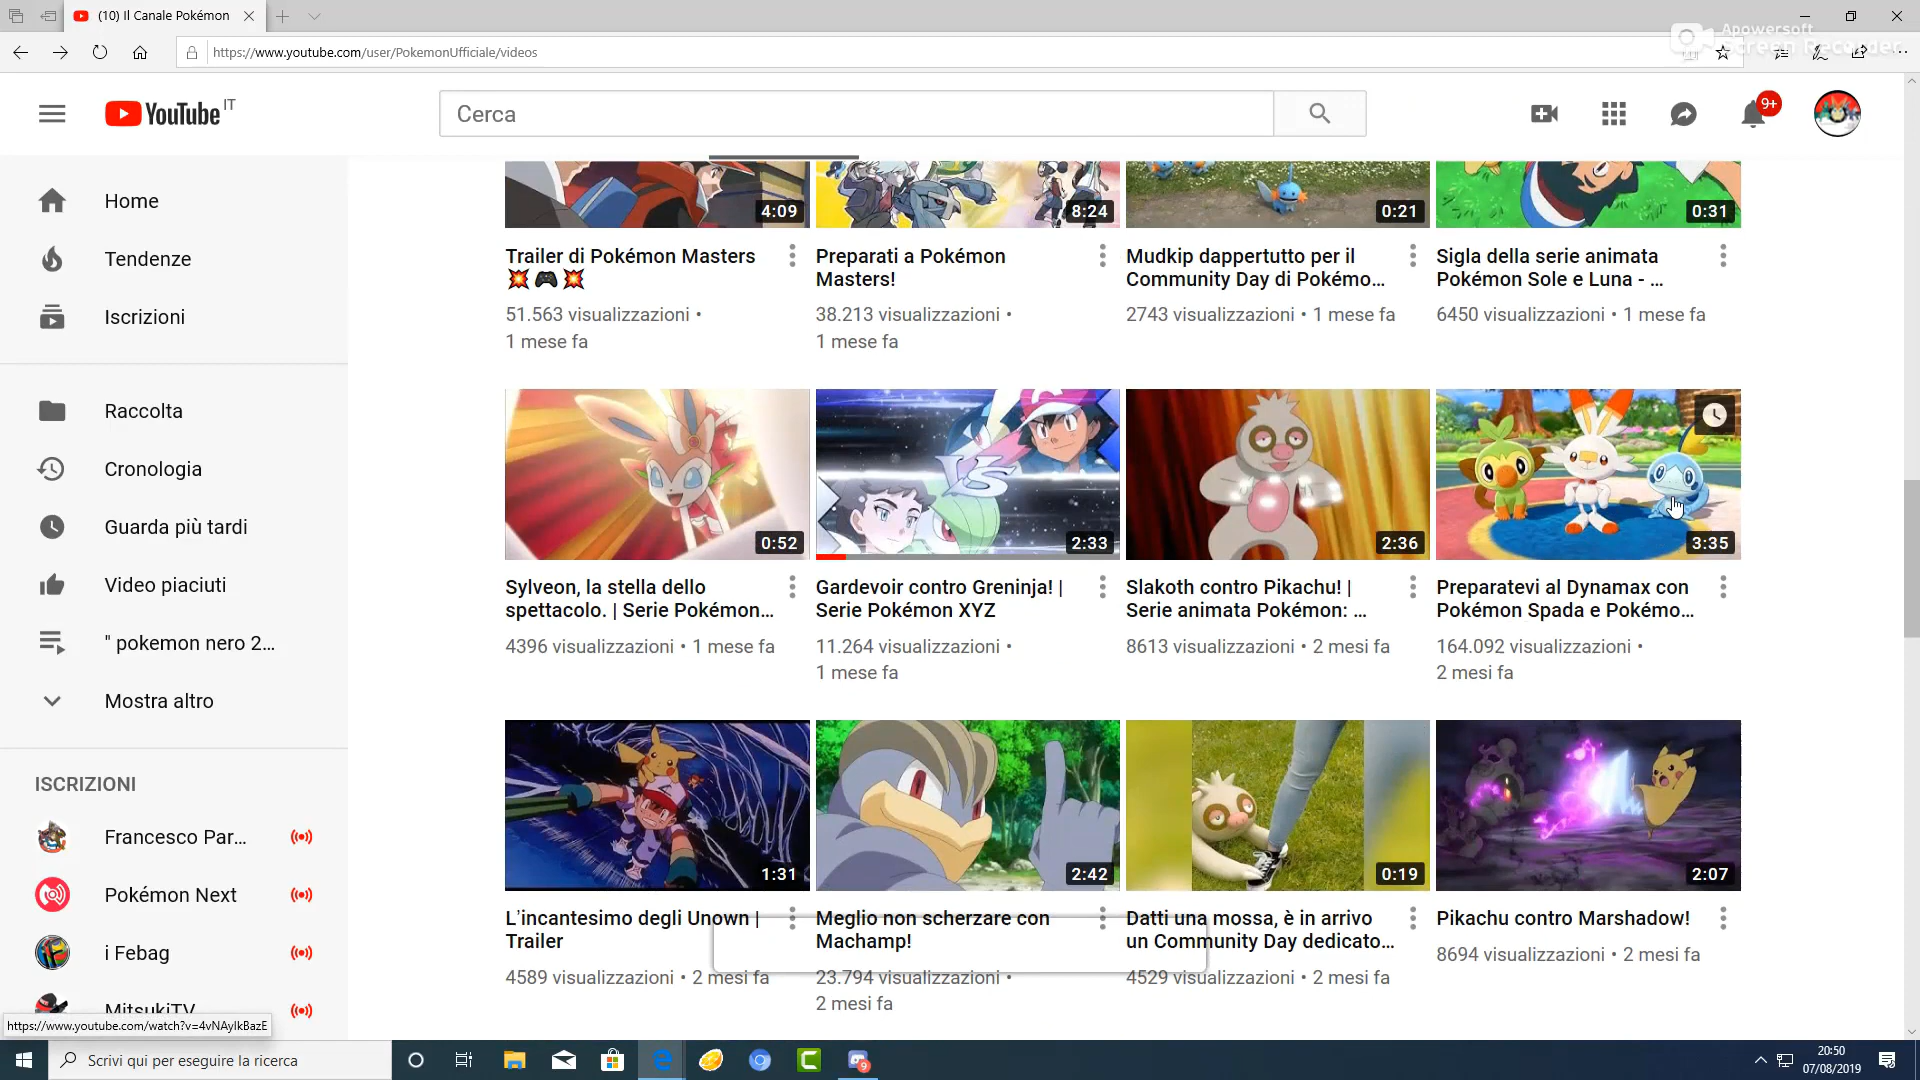 (10) Il Canale Pokémon
Apowersoft
Screen Recorder
https://www.youtube.com/user/PokemonUfficiale/videos
YouTube IT
Cerca
9+
Home
Tendenze
Iscrizioni
Raccolta
Cronologia
Guarda più tardi
Video piaciuti
" pokemon nero 2...
Mostra altro
ISCRIZIONI
Francesco Par...
Pokémon Next
i Febag
MitsukiTV
4:09
8:24
0:21
0:31
Trailer di Pokémon Masters
💥 🎮 💥
51.563 visualizzazioni •
1 mese fa
Preparati a Pokémon
Masters!
38.213 visualizzazioni •
1 mese fa
Mudkip dappertutto per il
Community Day di Pokémo...
2743 visualizzazioni • 1 mese fa
Sigla della serie animata
Pokémon Sole e Luna - ...
6450 visualizzazioni • 1 mese fa
0:52
VS
2:33
2:36
3:35
Sylveon, la stella dello
spettacolo. | Serie Pokémon...
4396 visualizzazioni • 1 mese fa
Gardevoir contro Greninja! |
Serie Pokémon XYZ
11.264 visualizzazioni •
1 mese fa
Slakoth contro Pikachu! |
Serie animata Pokémon: ...
8613 visualizzazioni • 2 mesi fa
Preparatevi al Dynamax con
Pokémon Spada e Pokémo...
164.092 visualizzazioni •
2 mesi fa
1:31
2:42
0:19
2:07
L'incantesimo degli Unown |
Trailer
4589 visualizzazioni • 2 mesi fa
Meglio non scherzare con
Machamp!
23.794 visualizzazioni •
2 mesi fa
Datti una mossa, è in arrivo
un Community Day dedicato...
4529 visualizzazioni • 2 mesi fa
Pikachu contro Marshadow!
8694 visualizzazioni • 2 mesi fa
https://www.youtube.com/watch?v=4vNAylkBazE
Scrivi qui per eseguire la ricerca
9
20:50
07/08/2019